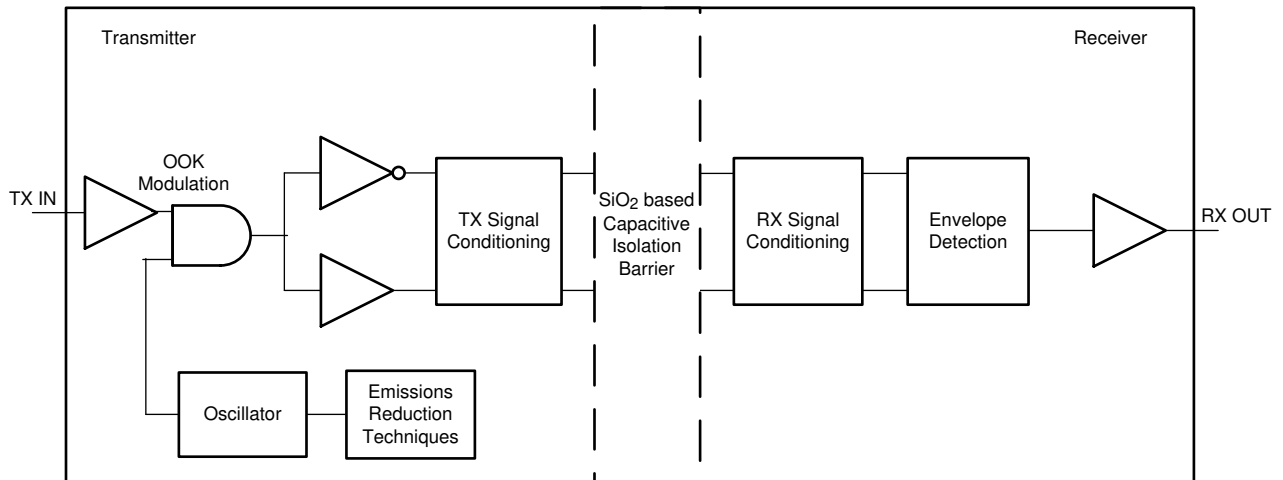 Transmitter
Receiver
OOK
Modulation
TX IN
TX Signal
Conditioning
SiO2 based
Capacitive
Isolation
Barrier
RX Signal
Conditioning
Envelope
Detection
RX OUT
Oscillator
Emissions
Reduction
Techniques